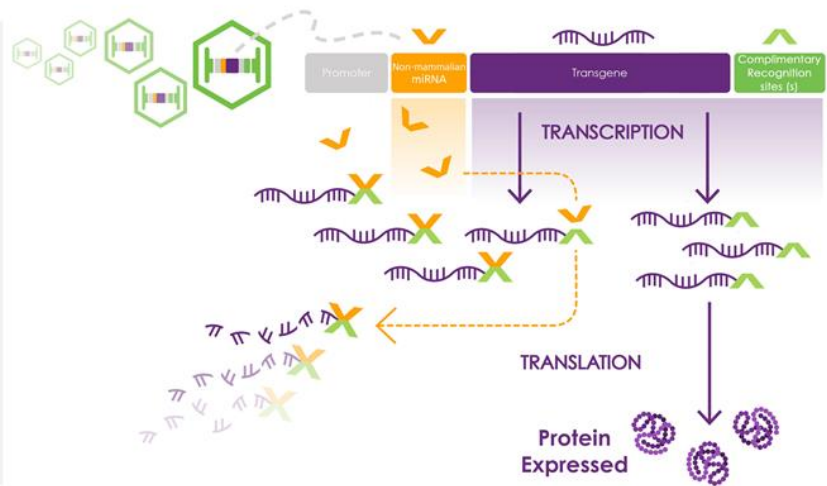 Promoter
Non-mammalian
miRNA
Transgene
Complimentary
Recognition
sites (s)
TRANSCRIPTION
TRANSLATION
Protein
Expressed